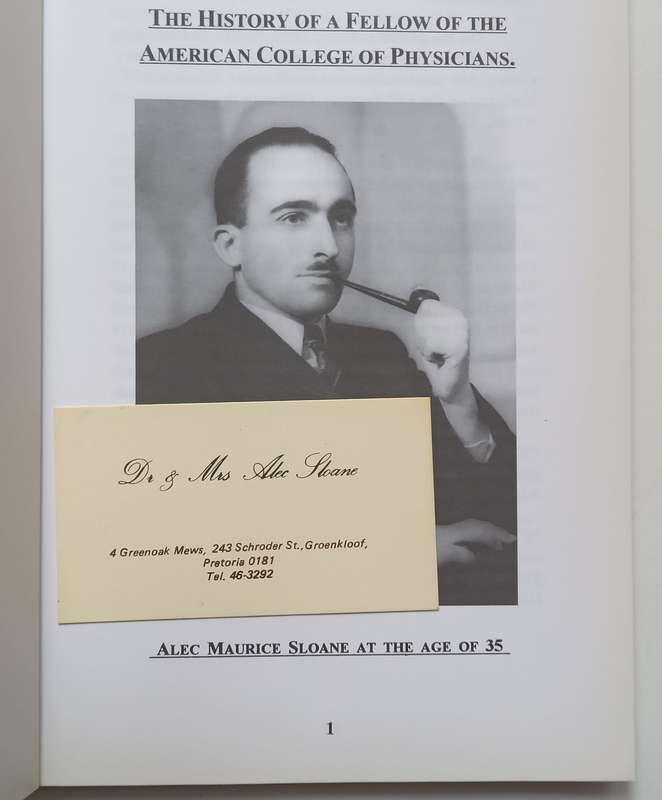 THE HISTORY OF A FELLOW OF THE
AMERICAN COLLEGE OF PHYSICIANS.
Dr & Mrs Alec Sloane
4 Greenoak Mews, 243 Schroder St., Groenkloof,
Pretoria 0181
Tel. 46-3292
ALEC MAURICE SLOANE AT THE AGE OF 35
1